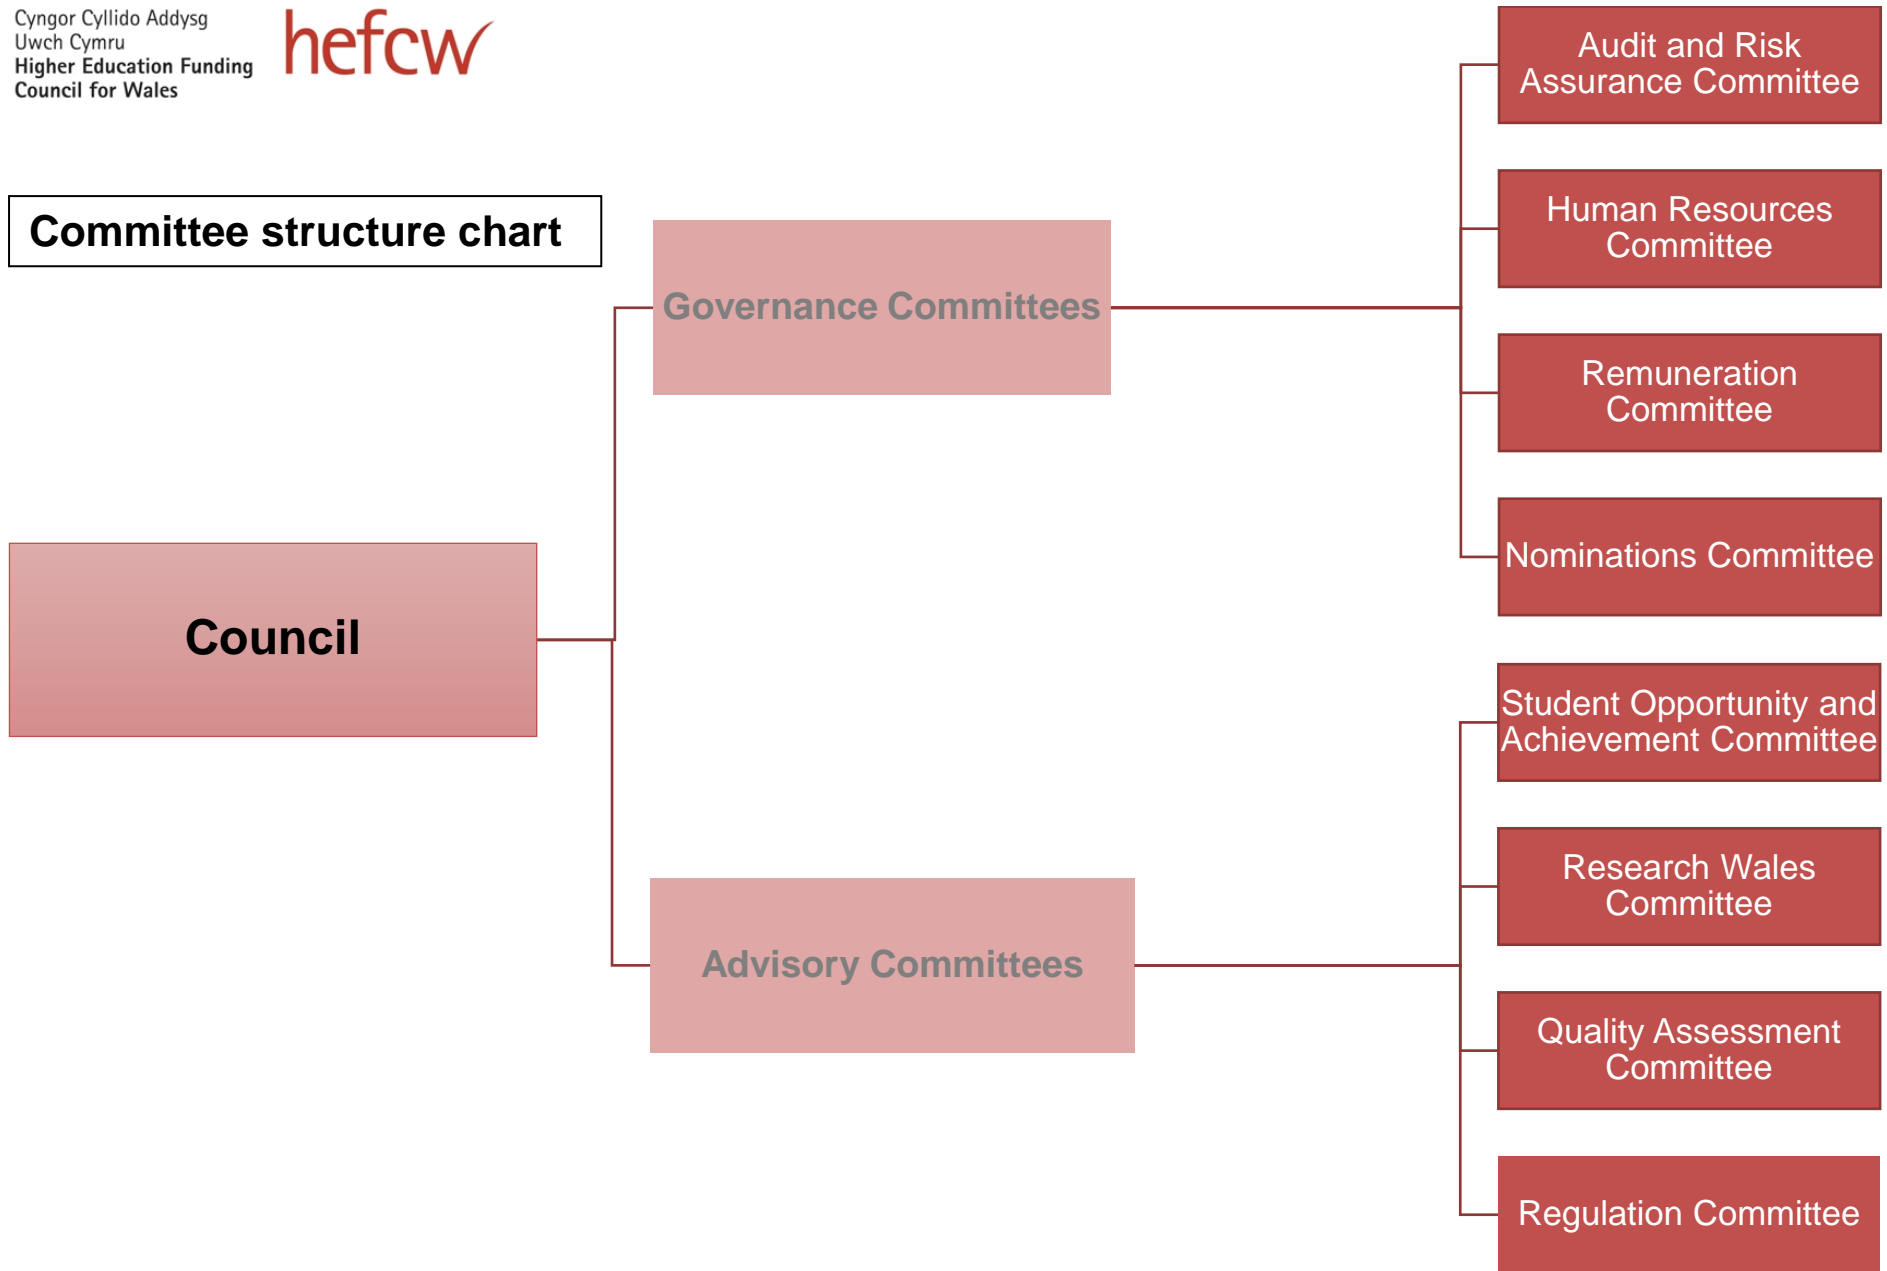 Cyngor Cyllido Addysg
Uwch Cymru
Higher Education Funding
Council for Wales
hefcw
Committee structure chart
Council
Governance Committees
Audit and Risk
Assurance Committee
Human Resources
Committee
Remuneration
Committee
Nominations Committee
Advisory Committees
Student Opportunity and
Achievement Committee
Research Wales
Committee
Quality Assessment
Committee
Regulation Committee